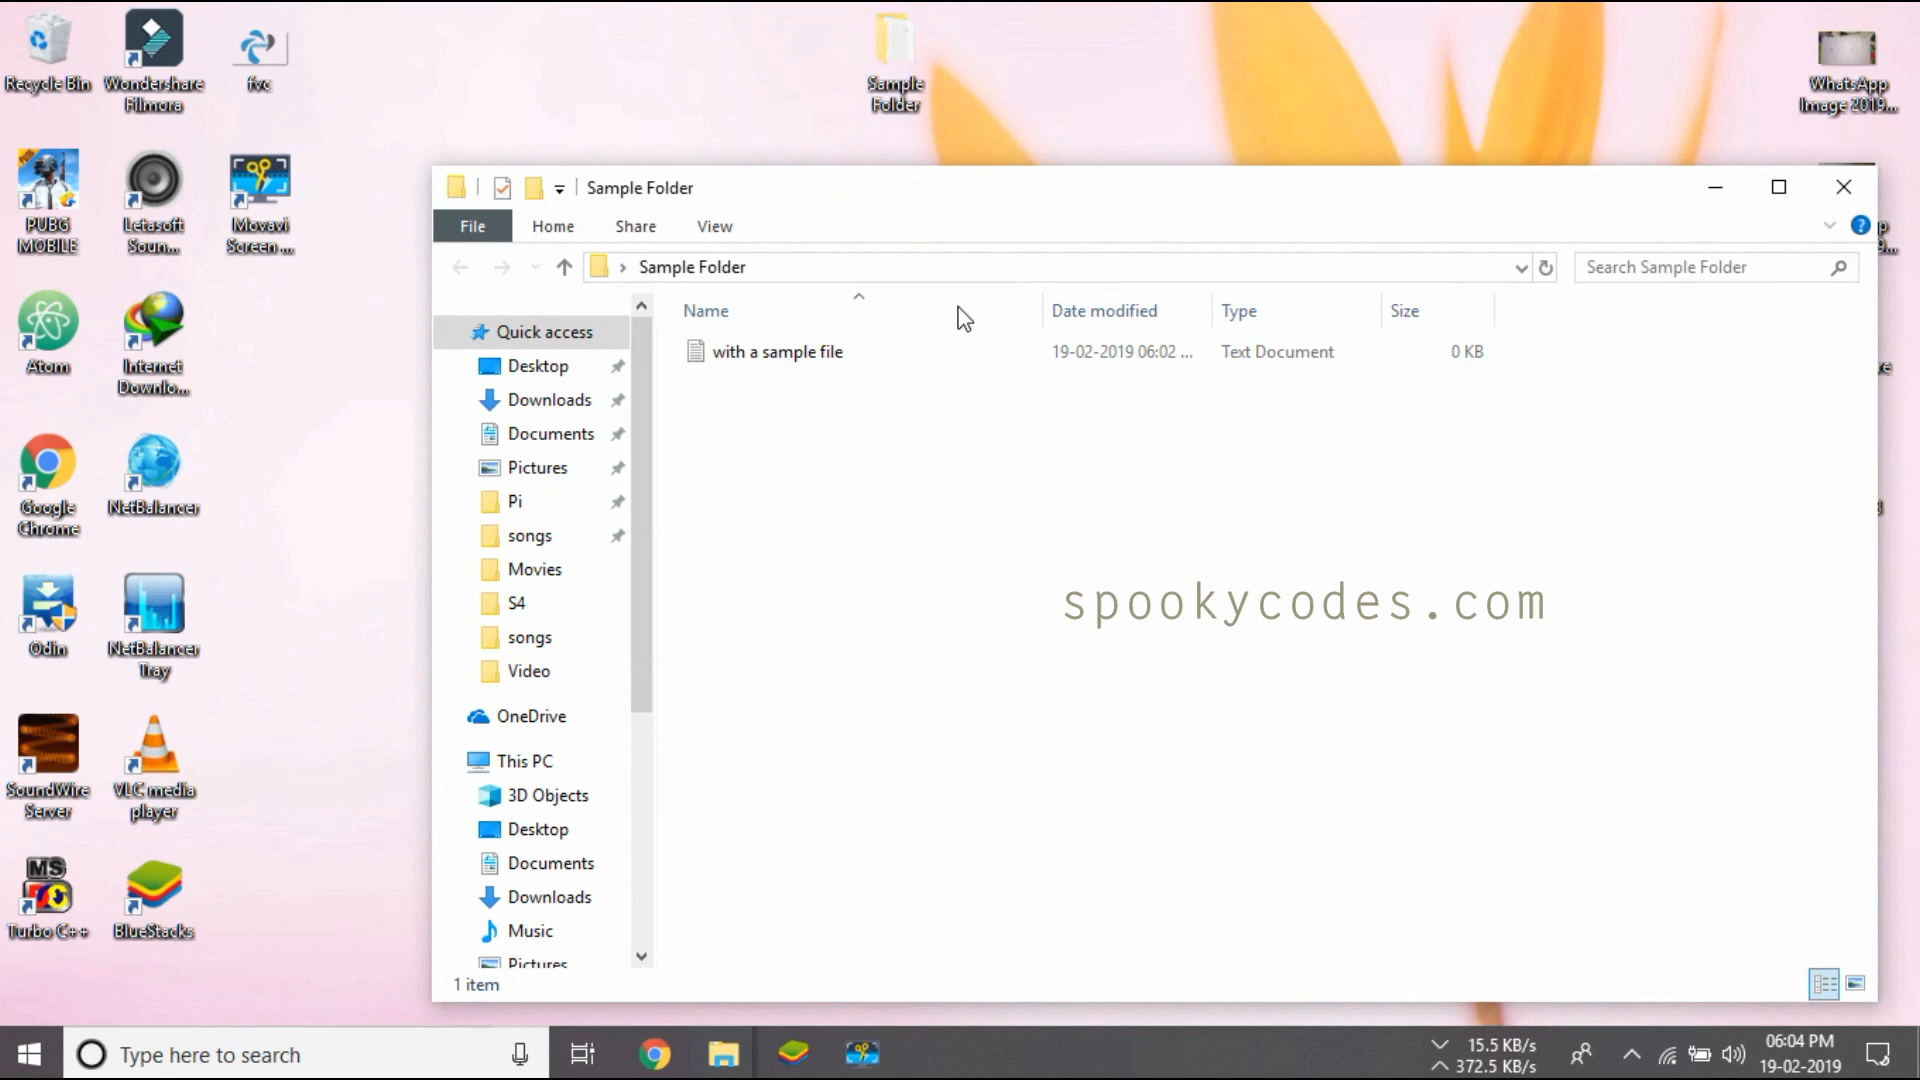 Recycle Bin
Wondershare
Filmora
fvc
Sample
Folder
WhatsApp
Image 2019...
PUBG
MOBILE
Letasoft
Soun...
Movavi
Screen ...
Atom
Internet
Downlo...
Google
Chrome
NetBalancer
Odin
NetBalancer
Tray
SoundWire
Server
VLC media
player
MS
Turbo C++
BlueStacks
Sample Folder
File Home Share View
Sample Folder
Search Sample Folder
Name Date modified Type Size
with a sample file 19-02-2019 06:02 ... Text Document 0 KB
Quick access
Desktop
Downloads
Documents
Pictures
Pi
songs
Movies
S4
songs
Video
OneDrive
This PC
3D Objects
Desktop
Documents
Downloads
Music
Pictures
spookycodes.com
1 item
Type here to search
15.5 KB/s
372.5 KB/s
06:04 PM
19-02-2019